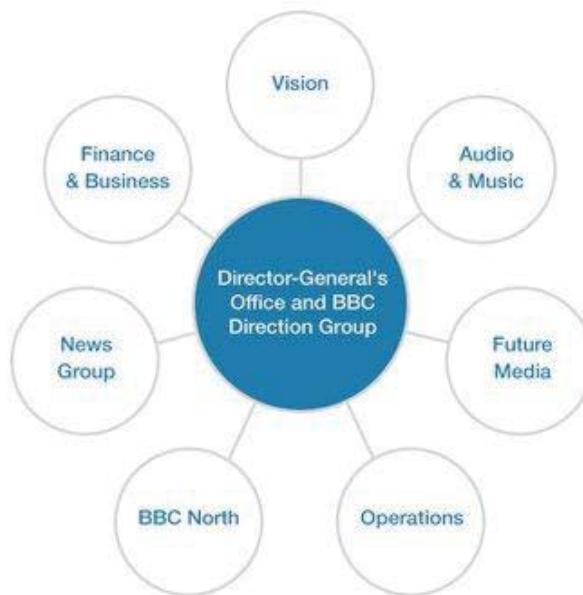 Vision
Finance
& Business
Audio
& Music
Director-General's
Office and BBC
Direction Group
News
Group
Future
Media
BBC North
Operations